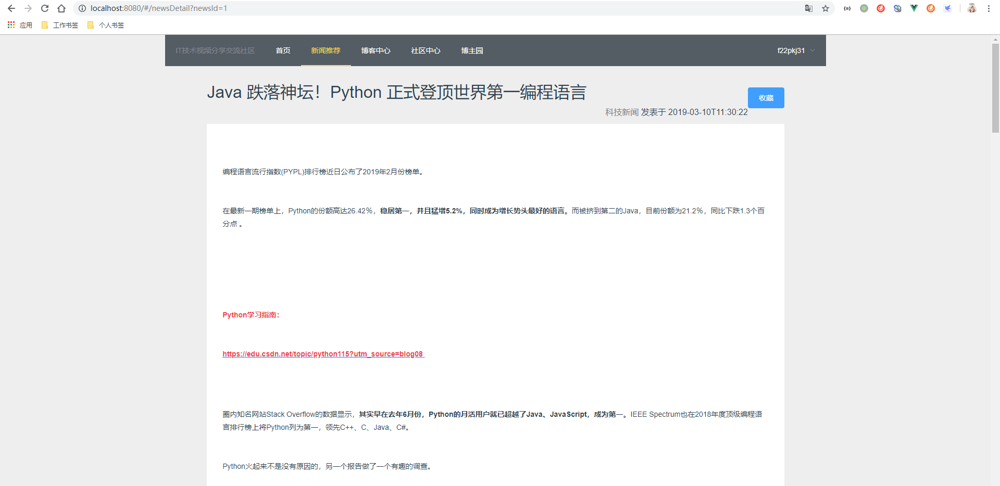 localhost:8080/#/newsDetail?newsId=1
应用 工作书签 个人书签
IT技术视频分享交流社区 首页 新闻推荐 博客中心 社区中心 博主园 f22pkj31
Java 跌落神坛！Python 正式登顶世界第一编程语言
收藏
科技新闻 发表于 2019-03-10T11:30:22
编程语言流行指数(PYPL)排行榜近日公布了2019年2月份榜单。
在最新一期榜单上，Python的份额高达26.42%，稳居第一，并且猛增5.2%，同时成为增长势头最好的语言。而被挤到第二的Java，目前份额为21.2%，同比下跌1.3个百
分点 。
Python学习指南：
https://edu.csdn.net/topic/python115?utm_source=blog08
圈内知名网站Stack Overflow的数据显示，其实早在去年6月份，Python的月活用户就已超越了Java、JavaScript，成为第一。IEEE Spectrum也在2018年度顶级编程语
言排行榜上将Python列为第一，领先C++、C、Java、C#。
Python火起来不是没有原因的，另一个报告做了一个有趣的调查。